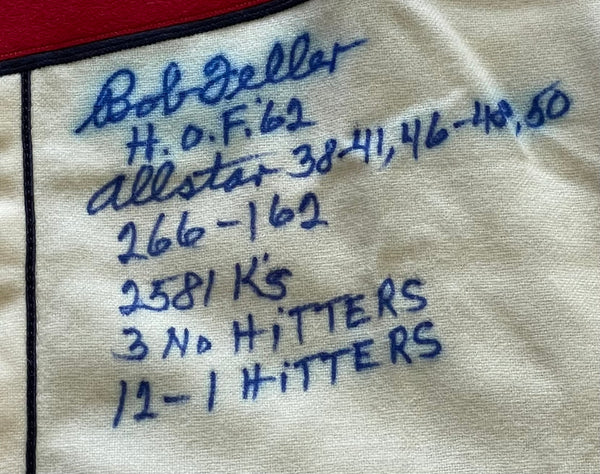 Bob Feller
H.O.F. '62
Allstar 38-41, 46-48, 50
266-162
2581 K's
3 No HiTTERS
12-1 HiTTERS